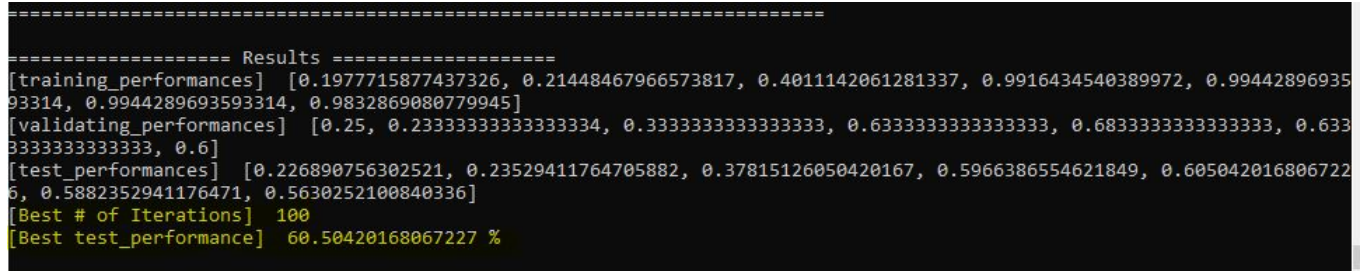 ==========================================================================
==================== Results ====================
[training_performances]  [0.1977715877437326, 0.21448467966573817, 0.4011142061281337, 0.9916434540389972, 0.99442896935
93314, 0.9944289693593314, 0.9832869080779945]
[validating_performances]  [0.25, 0.23333333333333334, 0.3333333333333333, 0.6333333333333333, 0.6833333333333333, 0.633
3333333333333, 0.6]
[test_performances]  [0.226890756302521, 0.23529411764705882, 0.37815126050420167, 0.5966386554621849, 0.605042016806722
6, 0.5882352941176471, 0.5630252100840336]
[Best # of Iterations]  100
[Best test_performance]  60.50420168067227 %